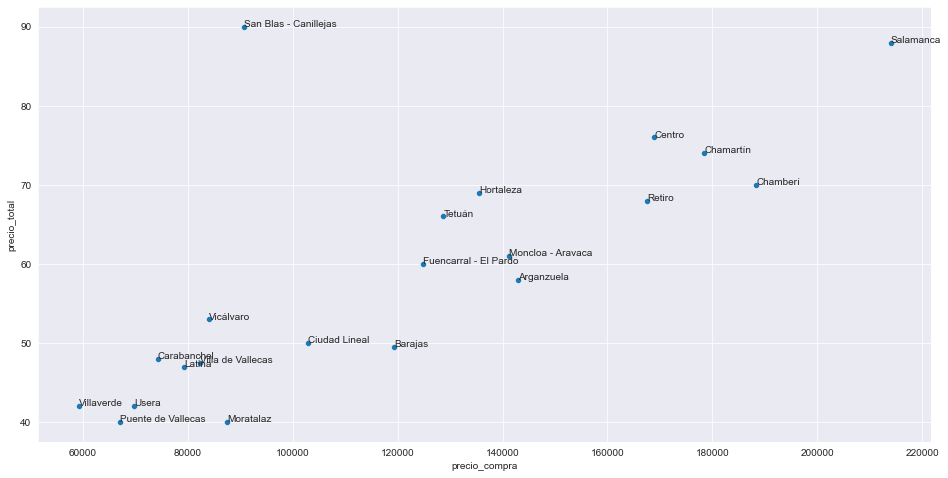 90
80
70
60
50
40
precio_total
San Blas - Canillejas
Salamanca
Centro
Chamartín
Hortaleza
Chamberí
Retiro
Tetuán
Moncloa - Aravaca
Fuencarral - El Pardo
Arganzuela
Vicálvaro
Ciudad Lineal
Barajas
Carabanchel
Villa de Vallecas
Latina
Villaverde
Usera
Puente de Vallecas
Moratalaz
60000
80000
100000
120000
140000
160000
180000
200000
220000
precio_compra